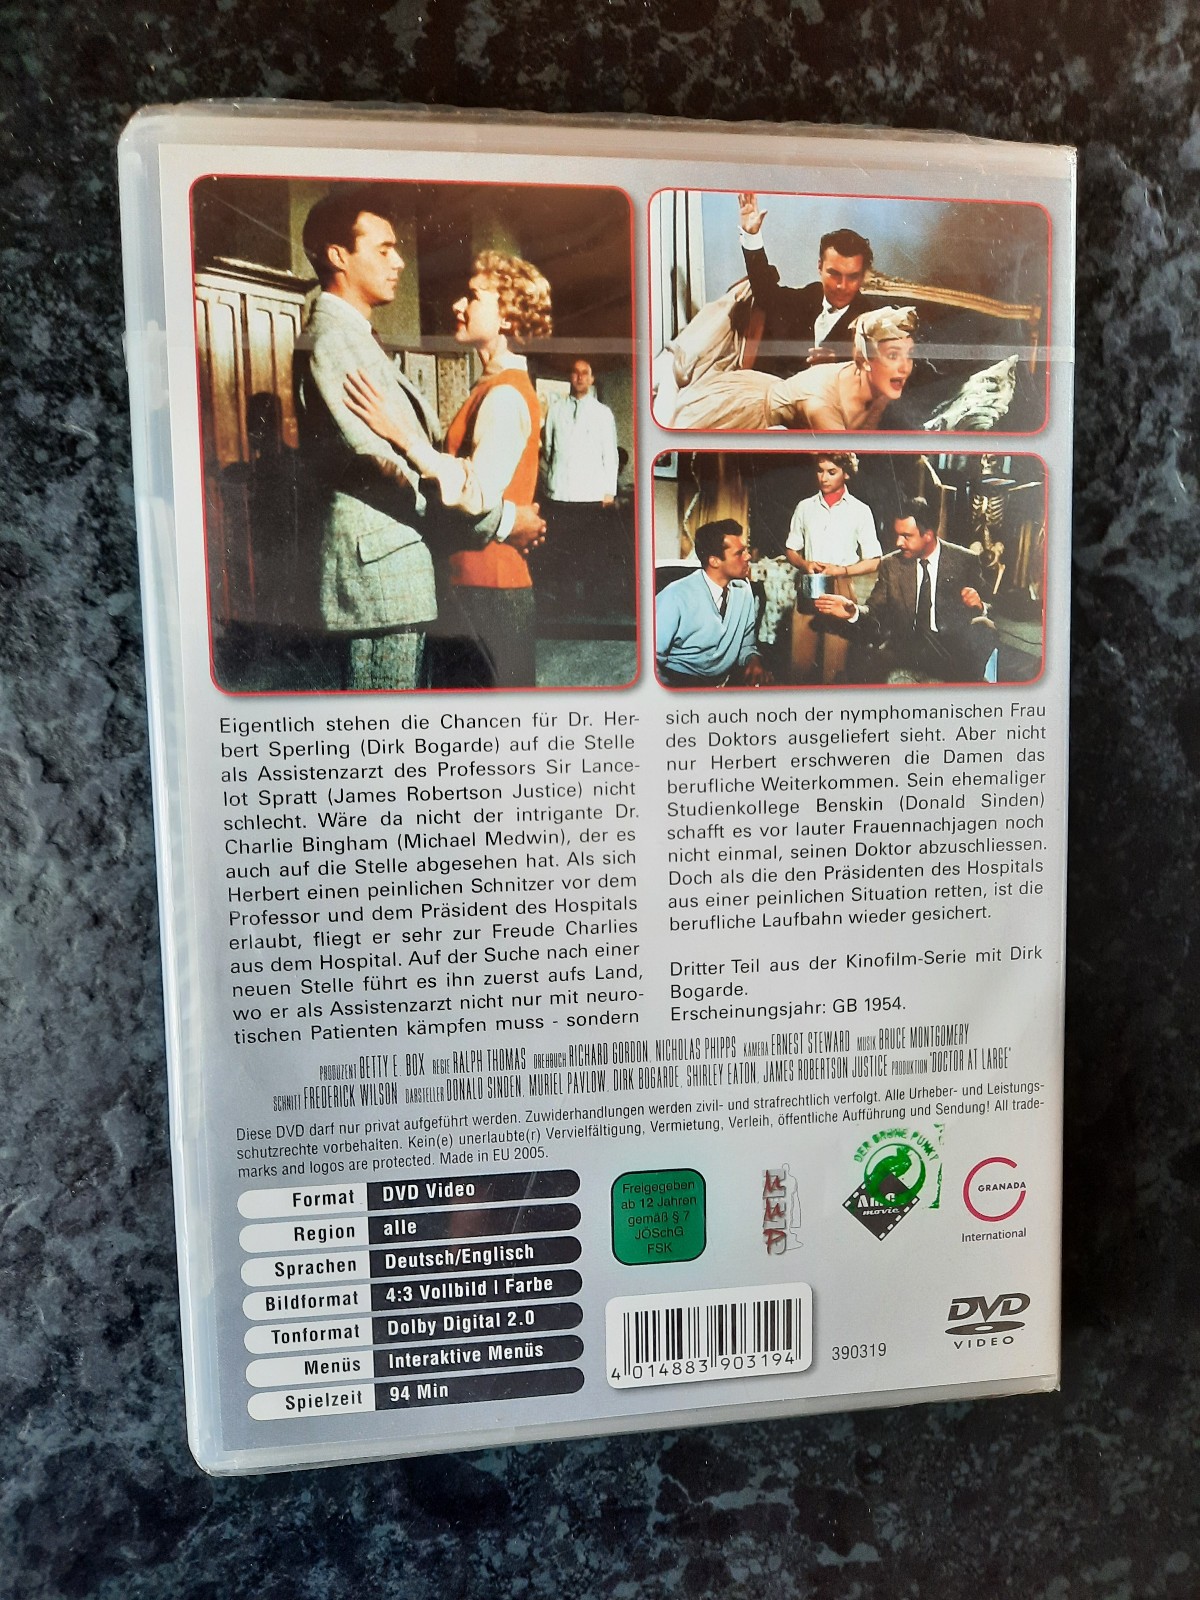 Eigentlich stehen die Chancen für Dr. Her-
bert Sperling (Dirk Bogarde) auf die Stelle
als Assistenzarzt des Professors Sir Lance-
lot Spratt (James Robertson Justice) nicht
schlecht. Wäre da nicht der intrigante Dr.
Charlie Bingham (Michael Medwin), der es
auch auf die Stelle abgesehen hat. Als sich
Herbert einen peinlichen Schnitzer vor dem
Professor und dem Präsident des Hospitals
erlaubt, fliegt er sehr zur Freude Charlies
aus dem Hospital. Auf der Suche nach einer
neuen Stelle führt es ihn zuerst aufs Land,
wo er als Assistenzarzt nicht nur mit neuro-
tischen Patienten kämpfen muss - sondern
sich auch noch der nymphomanischen Frau
des Doktors ausgeliefert sieht. Aber nicht
nur Herbert erschweren die Damen das
berufliche Weiterkommen. Sein ehemaliger
Studienkollege Benskin (Donald Sinden)
schafft es vor lauter Frauennachjagen noch
nicht einmal, seinen Doktor abzuschliessen.
Doch als die den Präsidenten des Hospitals
aus einer peinlichen Situation retten, ist die
berufliche Laufbahn wieder gesichert.
Dritter Teil aus der Kinofilm-Serie mit Dirk
Bogarde.
Erscheinungsjahr: GB 1954.
PRODUZENT BETTY E. BOX REGIE RALPH THOMAS DREHBUCH RICHARD GORDON, NICHOLAS PHIPPS KAMERA ERNEST STEWARD MUSIK BRUCE MONTGOMERY
SCHNITT FREDERICK WILSON DARSTELLER DONALD SINDEN, MURIEL PAVLOW, DIRK BOGARDE, SHIRLEY EATON, JAMES ROBERTSON JUSTICE PRODUKTION "DOCTOR AT LARGE"
Diese DVD darf nur privat aufgeführt werden. Zuwiderhandlungen werden zivil- und strafrechtlich verfolgt. Alle Urheber- und Leistungs-
schutzrechte vorbehalten. Kein(e) unerlaubte(r) Vervielfältigung, Vermietung, Verleih, öffentliche Aufführung und Sendung! All trade-
marks and logos are protected. Made in EU 2005.
Format DVD Video
Region alle
Sprachen Deutsch/Englisch
Bildformat 4:3 Vollbild | Farbe
Tonformat Dolby Digital 2.0
Menüs Interaktive Menüs
Spielzeit 94 Min
Freigegeben
ab 12 Jahren
gemäß § 7
JÖSchG
FSK
DER GRÜNE PUNKT
movie
GRANADA
International
4 014883 903194
390319
DVD
VIDEO